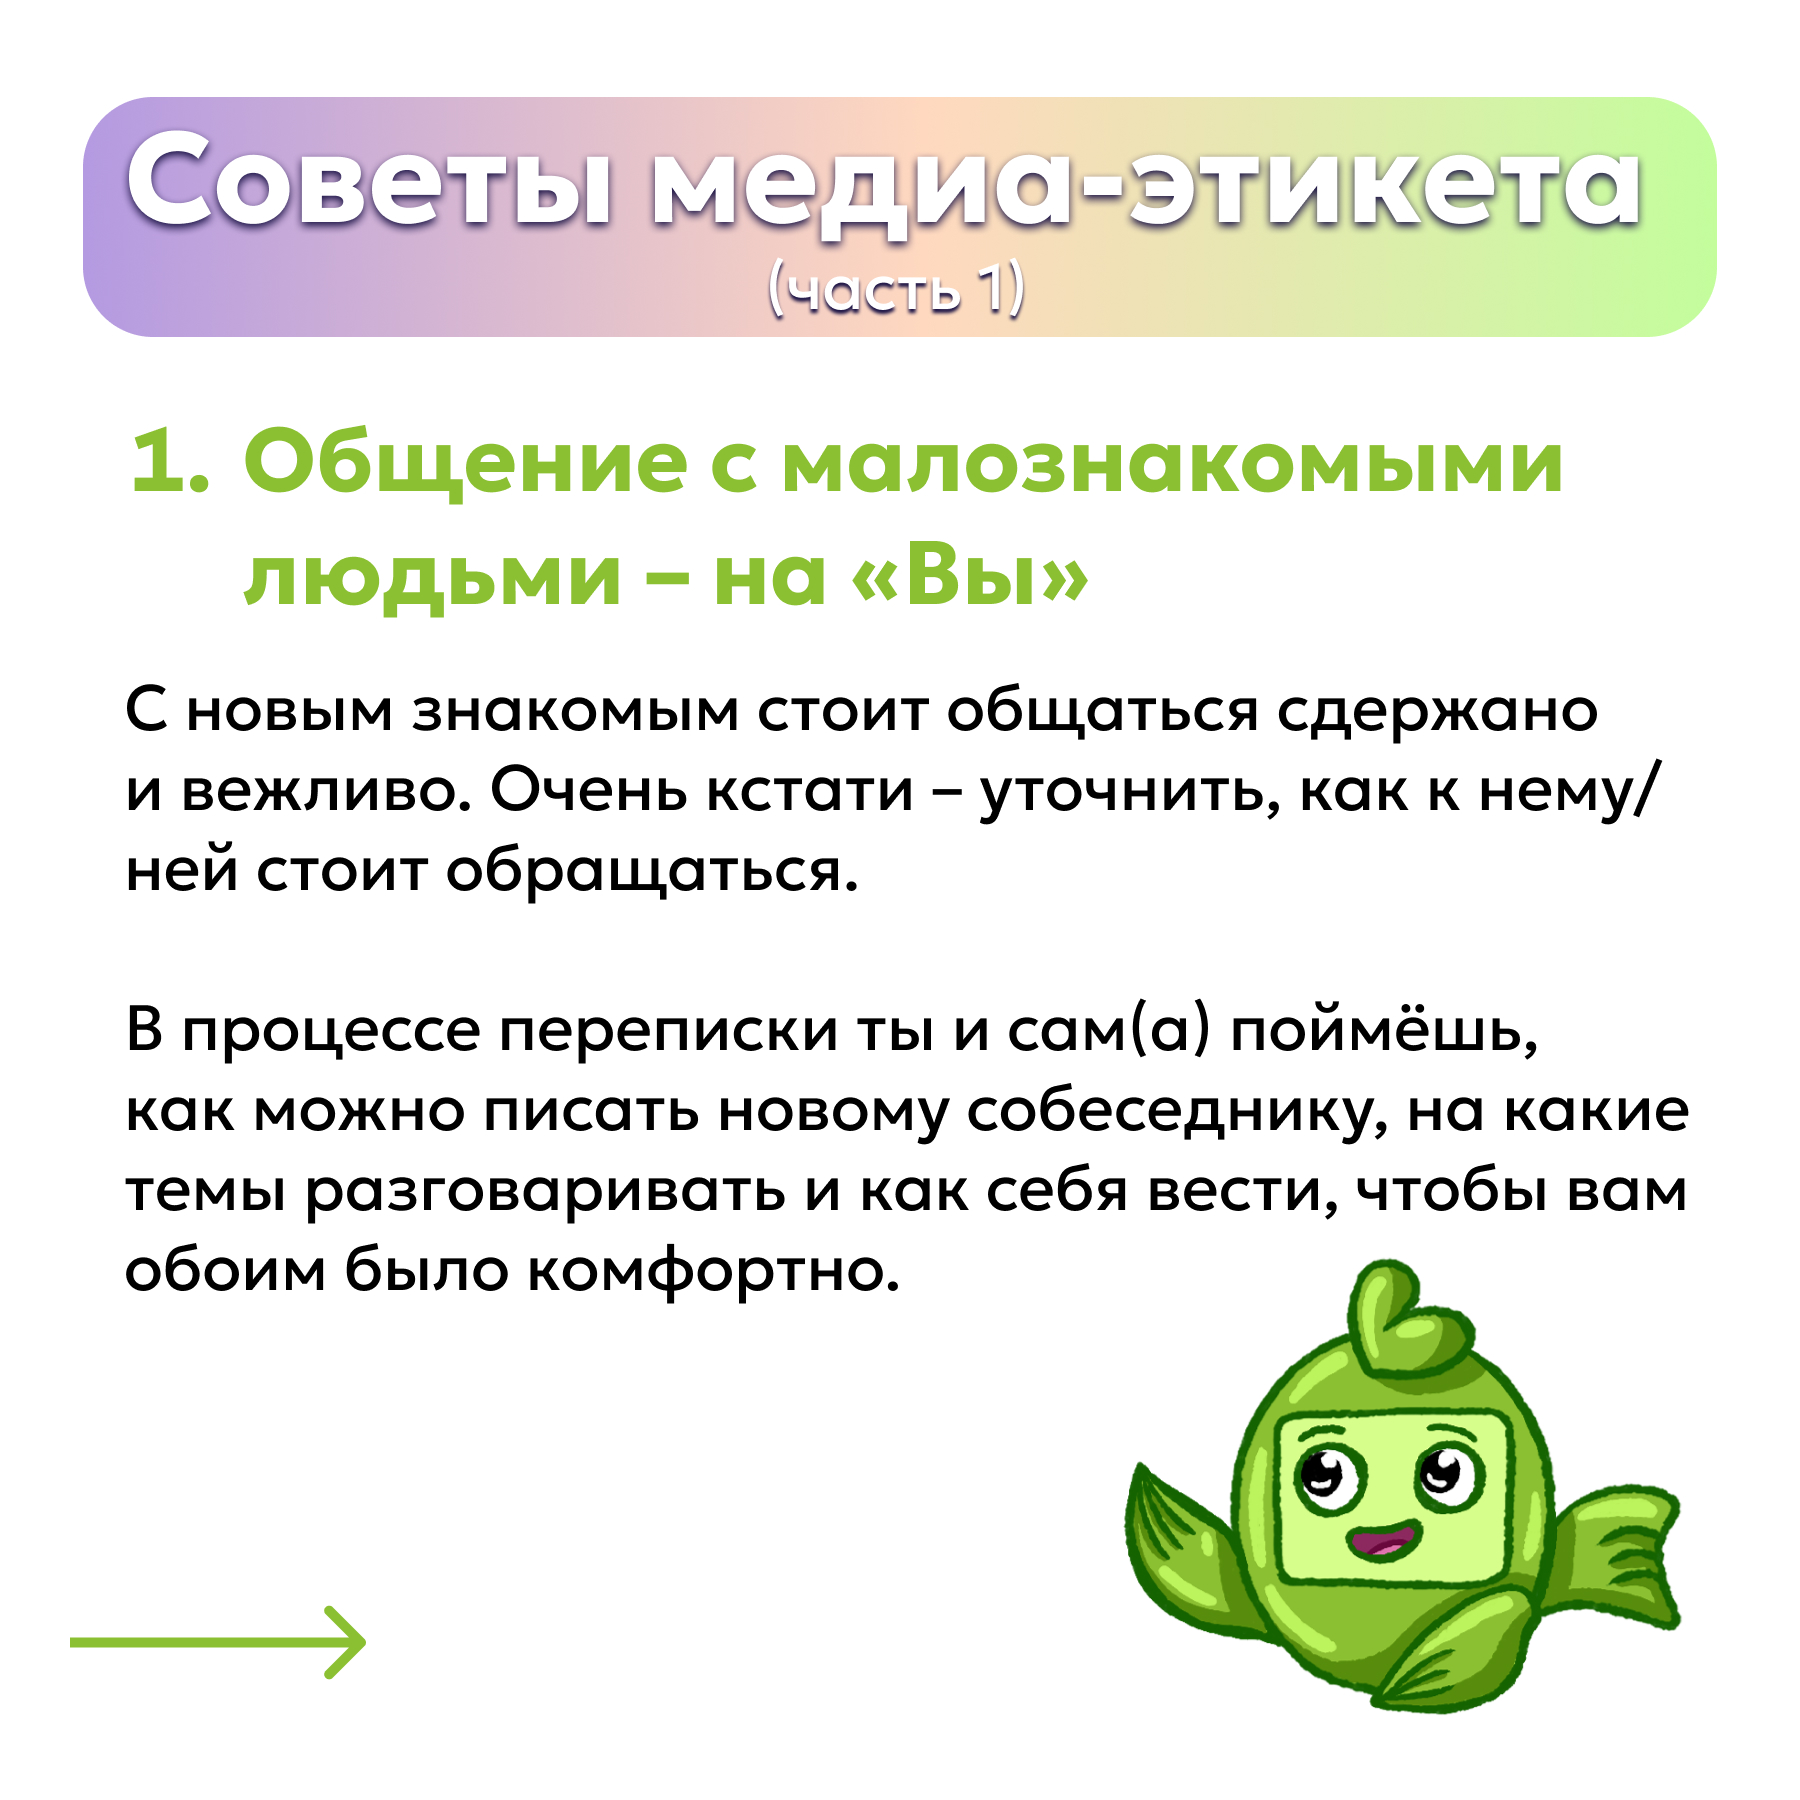 Советы медиа-этикета
(часть 1)
1. Общение с малознакомыми
людьми – на «Вы»
С новым знакомым стоит общаться сдержано
и вежливо. Очень кстати – уточнить, как к нему/
ней стоит обращаться.
В процессе переписки ты и сам(а) поймёшь,
как можно писать новому собеседнику, на какие
темы разговаривать и как себя вести, чтобы вам
обоим было комфортно.